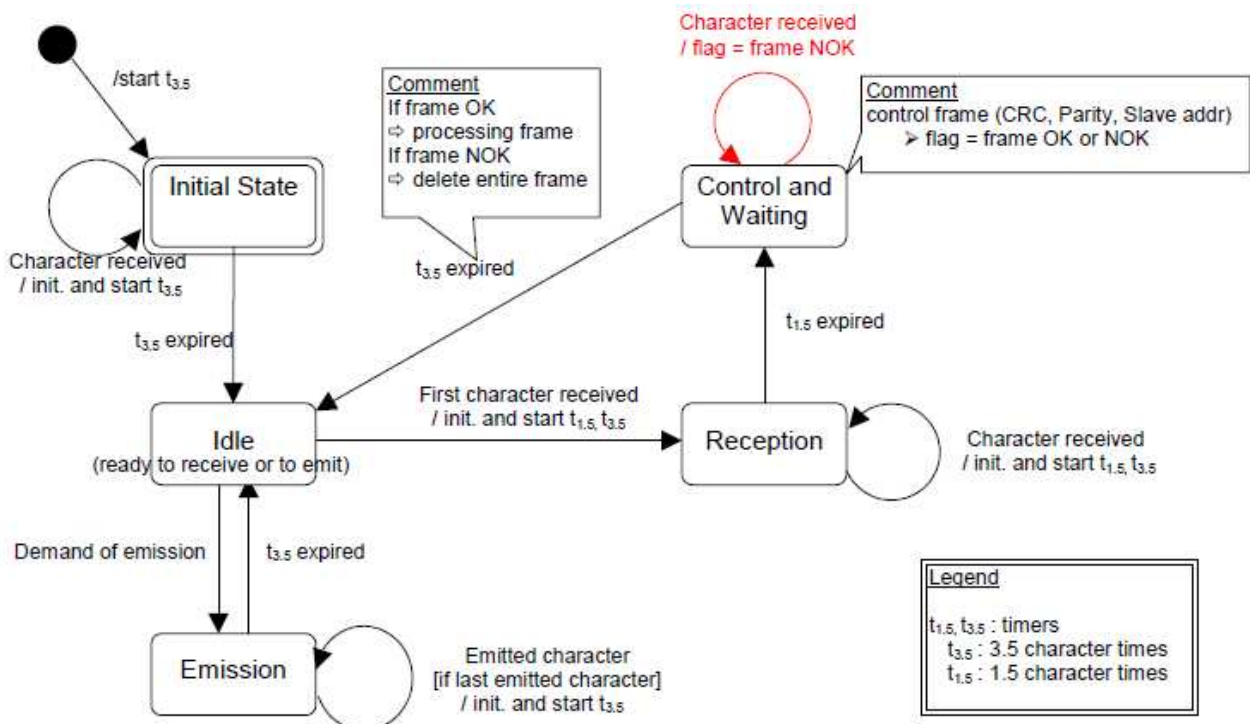 Character received
/ flag = frame NOK
/start t3.5
Comment
If frame OK
⇨ processing frame
If frame NOK
⇨ delete entire frame
Comment
control frame (CRC, Parity, Slave addr)
➢ flag = frame OK or NOK
Initial State
Control and
Waiting
Character received
/ init. and start t3.5
t3.5 expired
t3.5 expired
t1.5 expired
First character received
/ init. and start t1.5, t3.5
Idle
(ready to receive or to emit)
Reception
Character received
/ init. and start t1.5, t3.5
Demand of emission
t3.5 expired
Emission
Emitted character
[if last emitted character]
/ init. and start t3.5
Legend
t1.5, t3.5 : timers
t3.5 : 3.5 character times
t1.5 : 1.5 character times